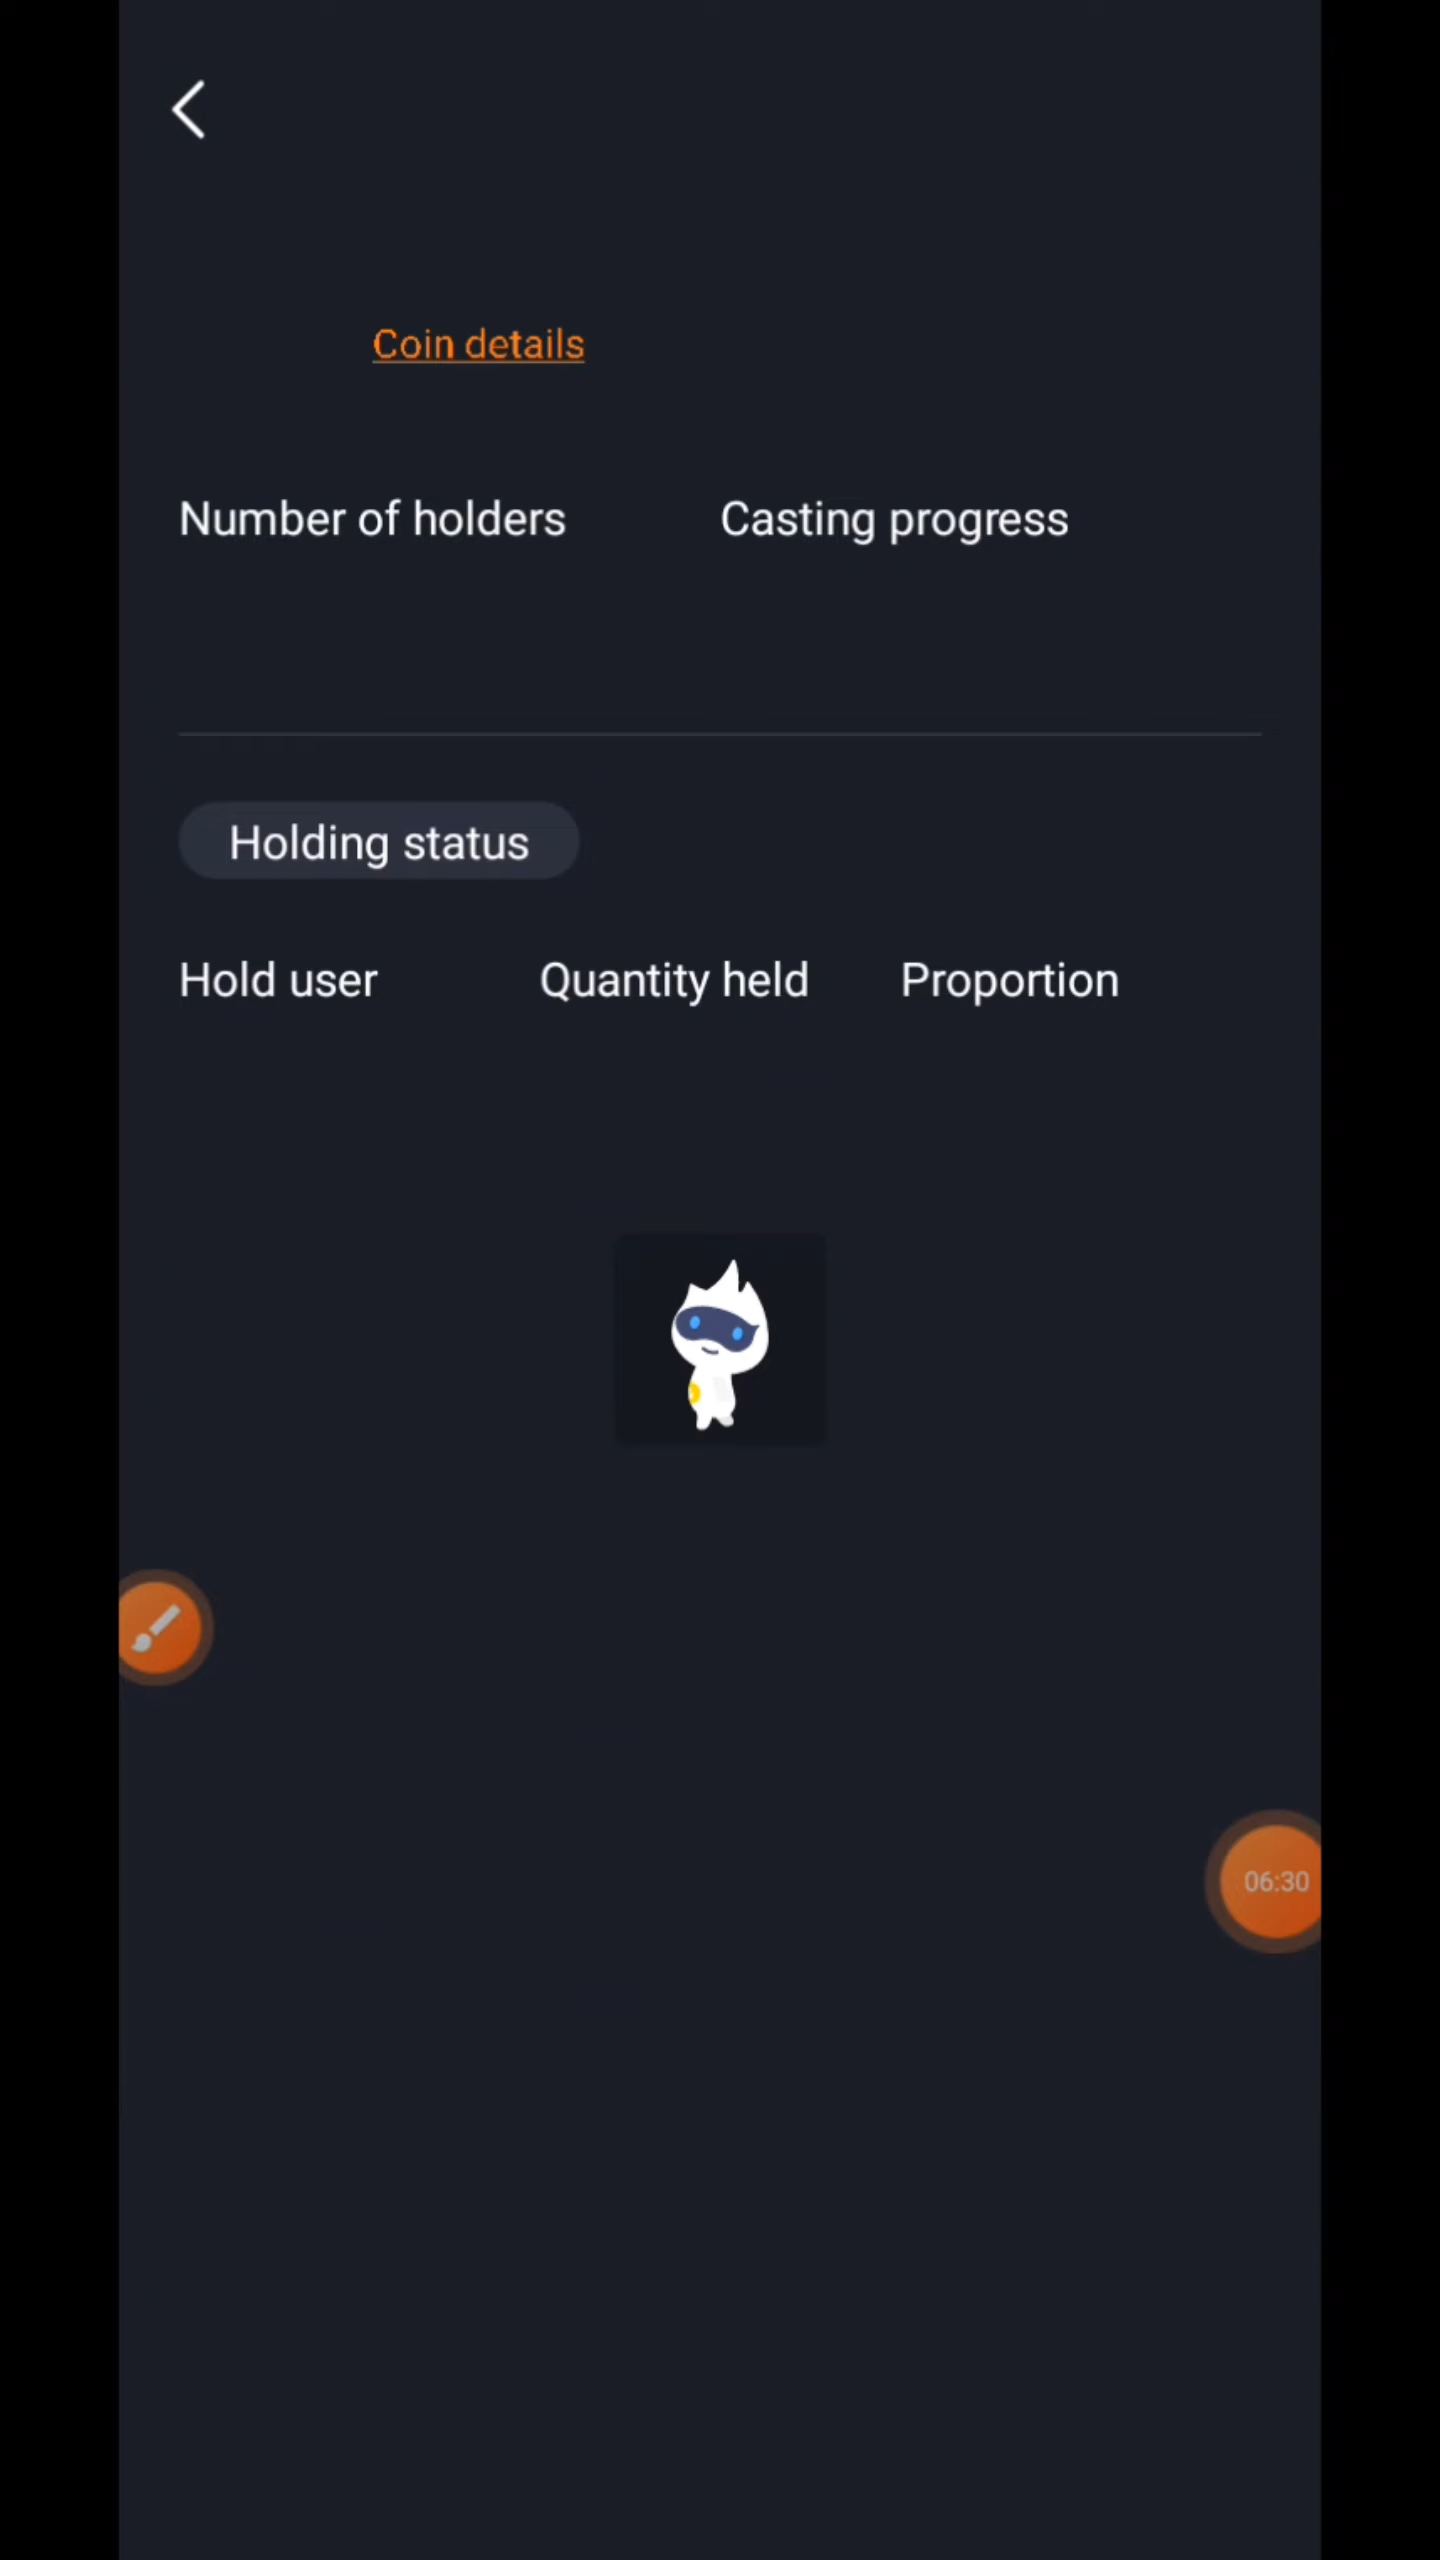 Coin details
Number of holders Casting progress
Holding status
Hold user Quantity held Proportion
06:30